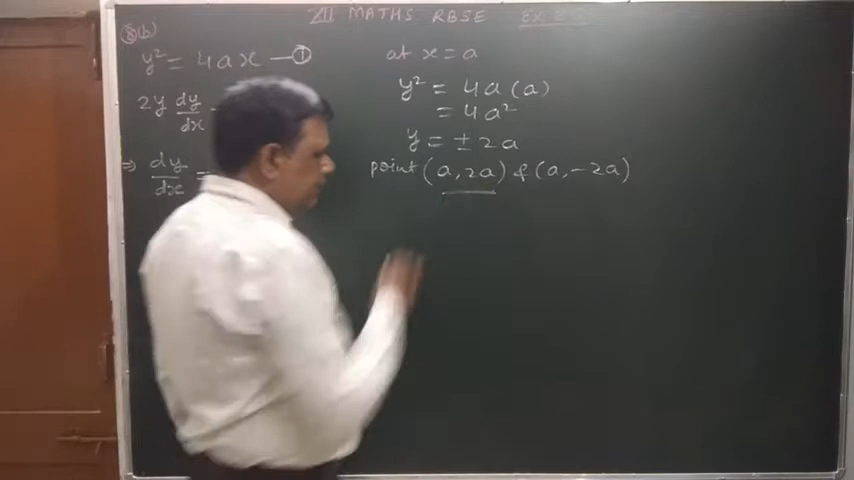 XII MATHS RBSE Ex
8(b)
y² = 4ax — ①
2y dy/dx
⇒ dy/dx =
at x = a
y² = 4a (a)
= 4a²
y = ± 2a
point (a, 2a) & (a, -2a)